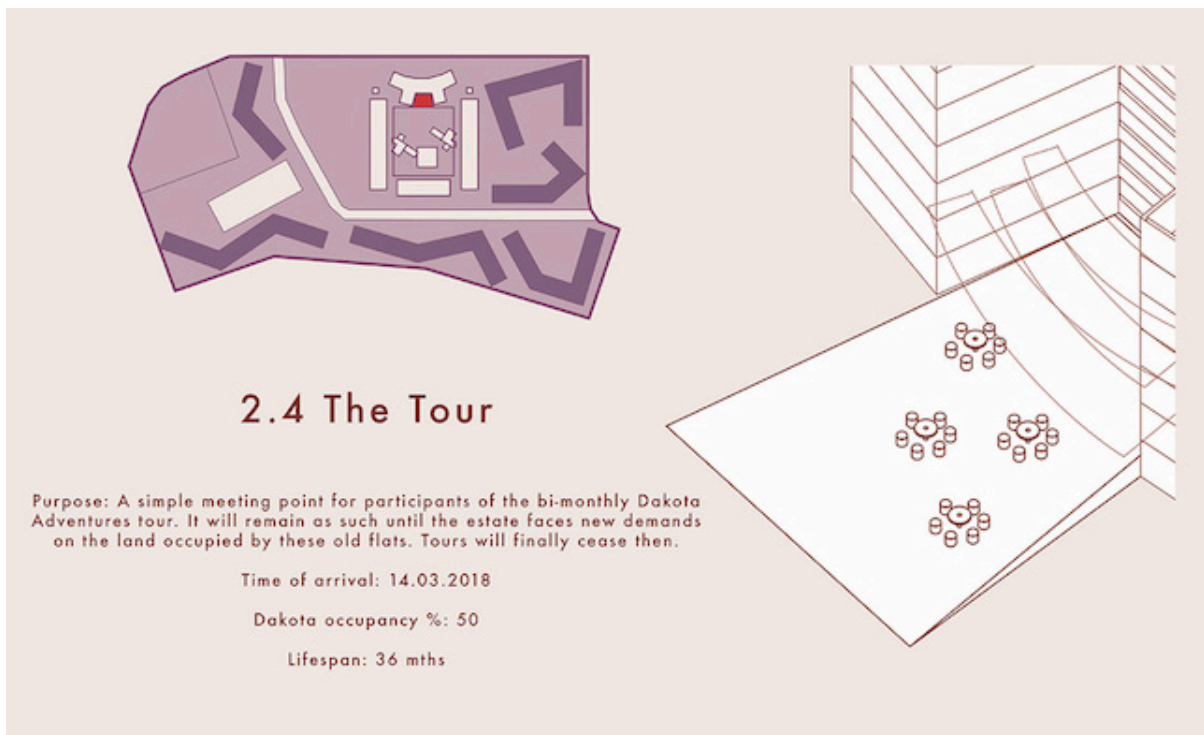 2.4 The Tour
Purpose: A simple meeting point for participants of the bi-monthly Dakota
Adventures tour. It will remain as such until the estate faces new demands
on the land occupied by these old flats. Tours will finally cease then.
Time of arrival: 14.03.2018
Dakota occupancy %: 50
Lifespan: 36 mths